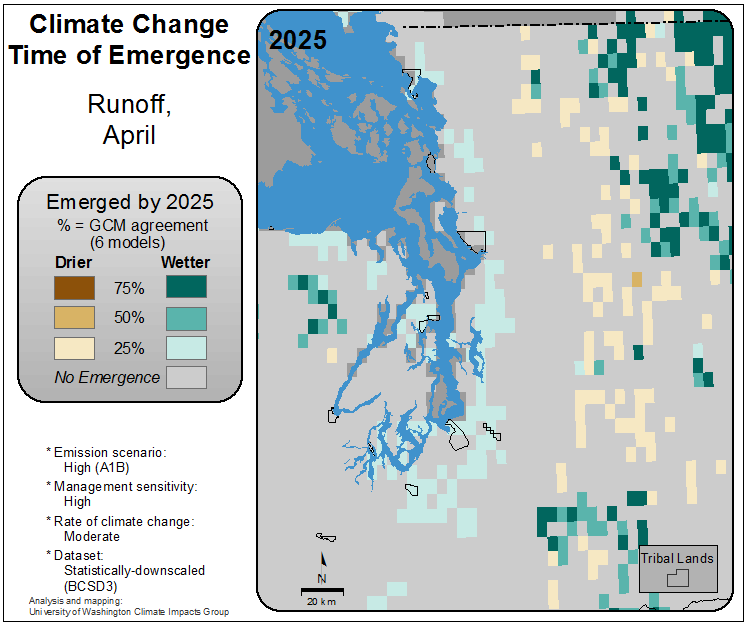 Climate Change
Time of Emergence
Runoff,
April
Emerged by 2025
% = GCM agreement
(6 models)
Drier Wetter
75%
50%
25%
No Emergence
* Emission scenario:
High (A1B)
* Management sensitivity:
High
* Rate of climate change:
Moderate
* Dataset:
Statistically-downscaled
(BCSD3)
Analysis and mapping:
University of Washington Climate Impacts Group
2025
N
20 km
Tribal Lands